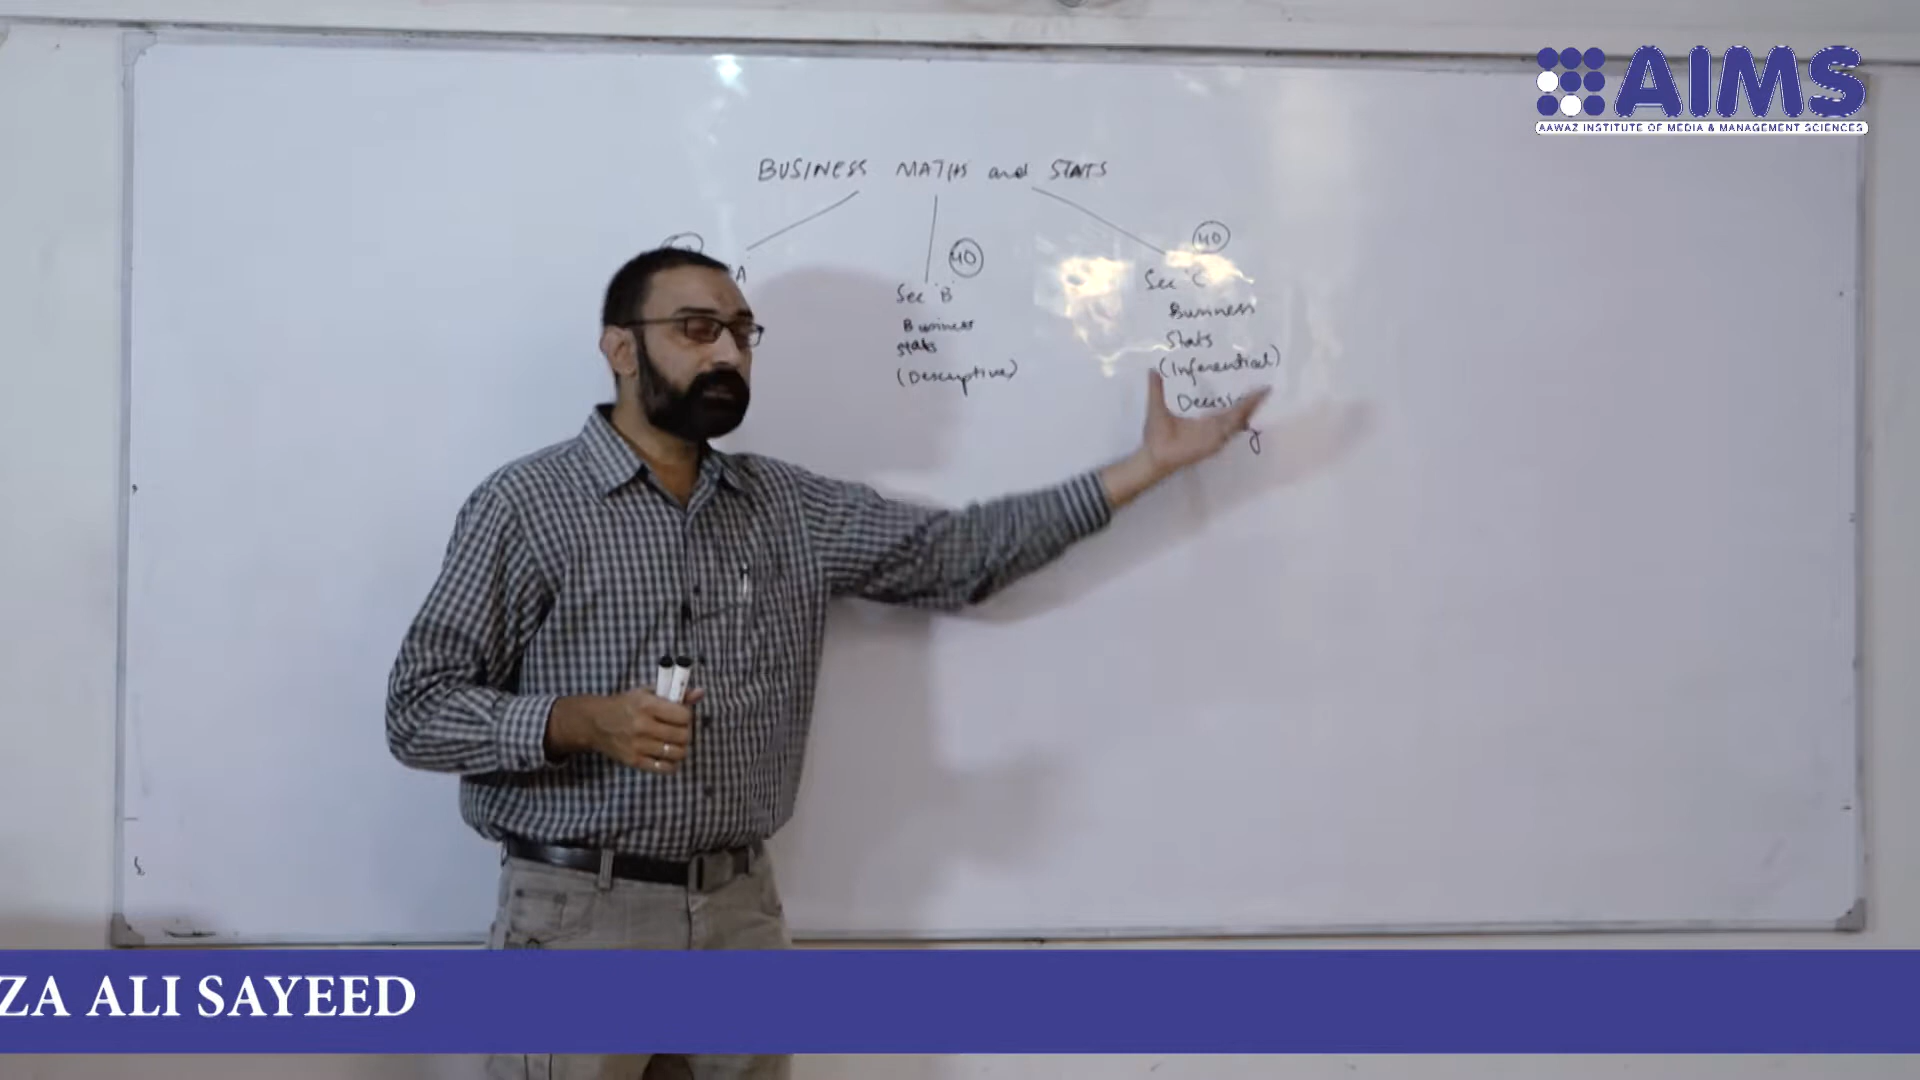 AIMS
AAWAZ INSTITUTE OF MEDIA & MANAGEMENT SCIENCES
BUSINESS MATHS and STATS
A
40
Sec 'B'
Business
Stats
(Descriptive)
40
Sec 'C'
Business
Stats
(Inferential)
ZA ALI SAYEED